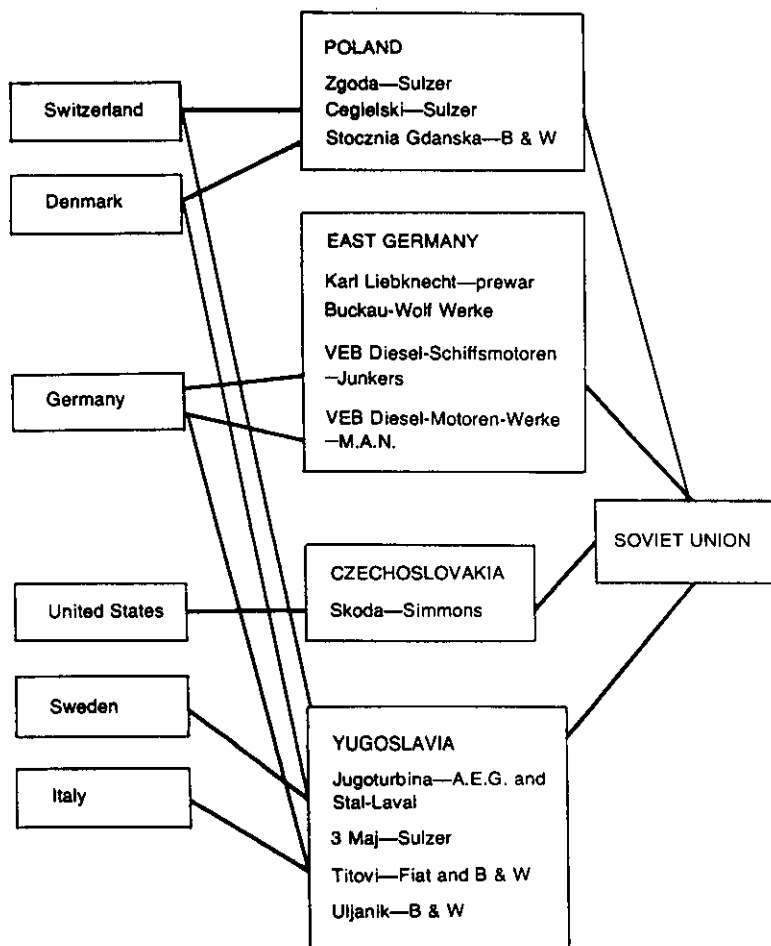 Switzerland
Denmark
Germany
United States
Sweden
Italy
POLAND
Zgoda—Sulzer
Cegielski—Sulzer
Stocznia Gdanska—B & W
EAST GERMANY
Karl Liebknecht—prewar
Buckau-Wolf Werke
VEB Diesel-Schiffsmotoren
—Junkers
VEB Diesel-Motoren-Werke
—M.A.N.
CZECHOSLOVAKIA
Skoda—Simmons
YUGOSLAVIA
Jugoturbina—A.E.G. and
Stal-Laval
3 Maj—Sulzer
Titovi—Fiat and B & W
Uljanik—B & W
SOVIET UNION